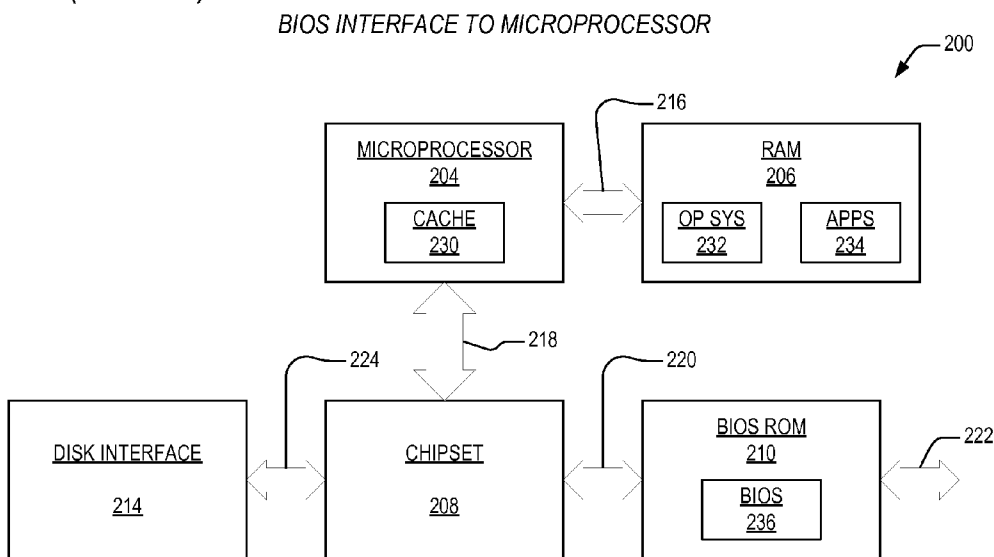 BIOS INTERFACE TO MICROPROCESSOR
200
216
MICROPROCESSOR
204
CACHE
230
RAM
206
OP SYS
232
APPS
234
218
224
220
222
DISK INTERFACE
214
CHIPSET
208
BIOS ROM
210
BIOS
236